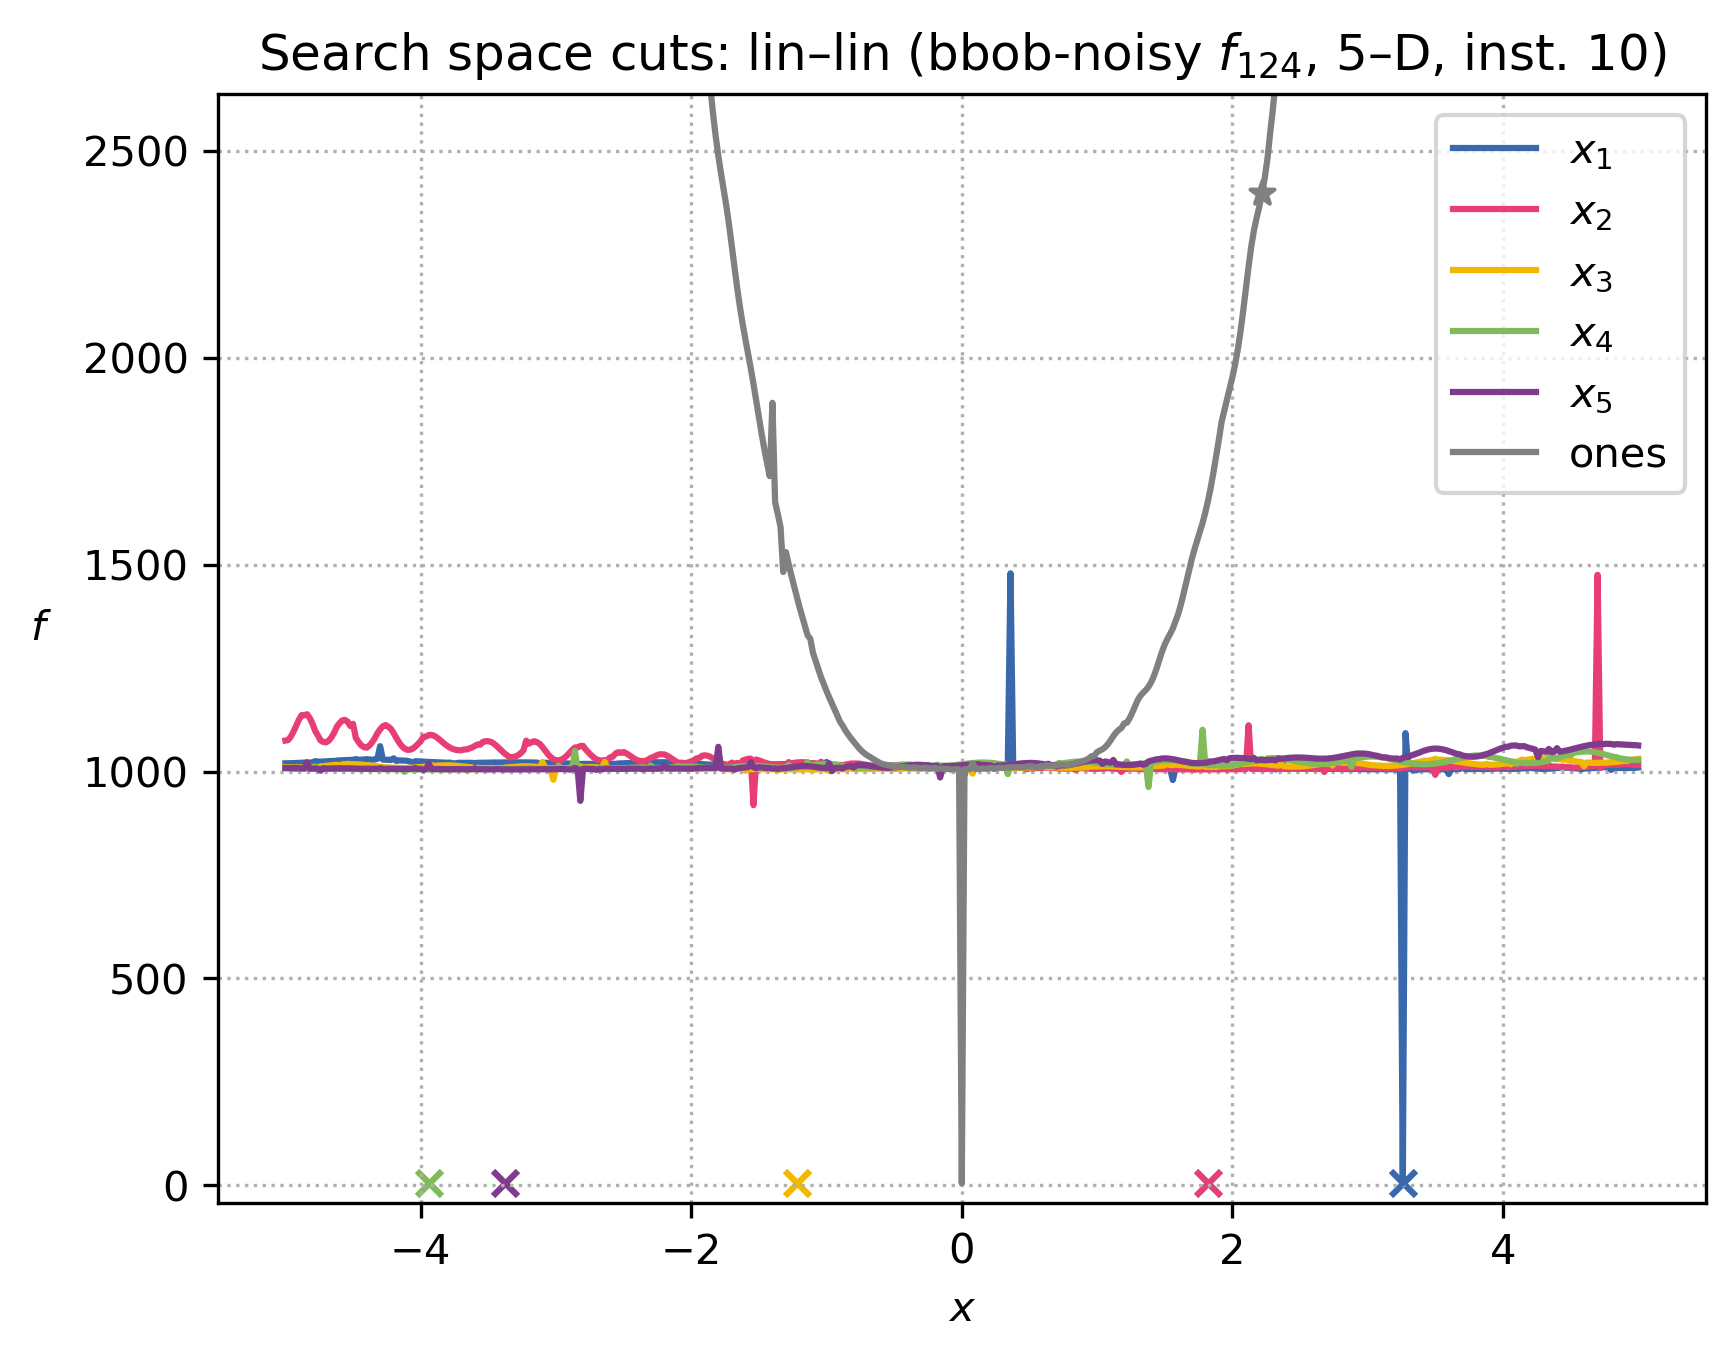 Search space cuts: lin–lin (bbob-noisy f₁₂₄, 5–D, inst. 10)
2500
2000
1500
1000
500
0
f
x₁
x₂
x₃
x₄
x₅
ones
−4 −2 0 2 4
x